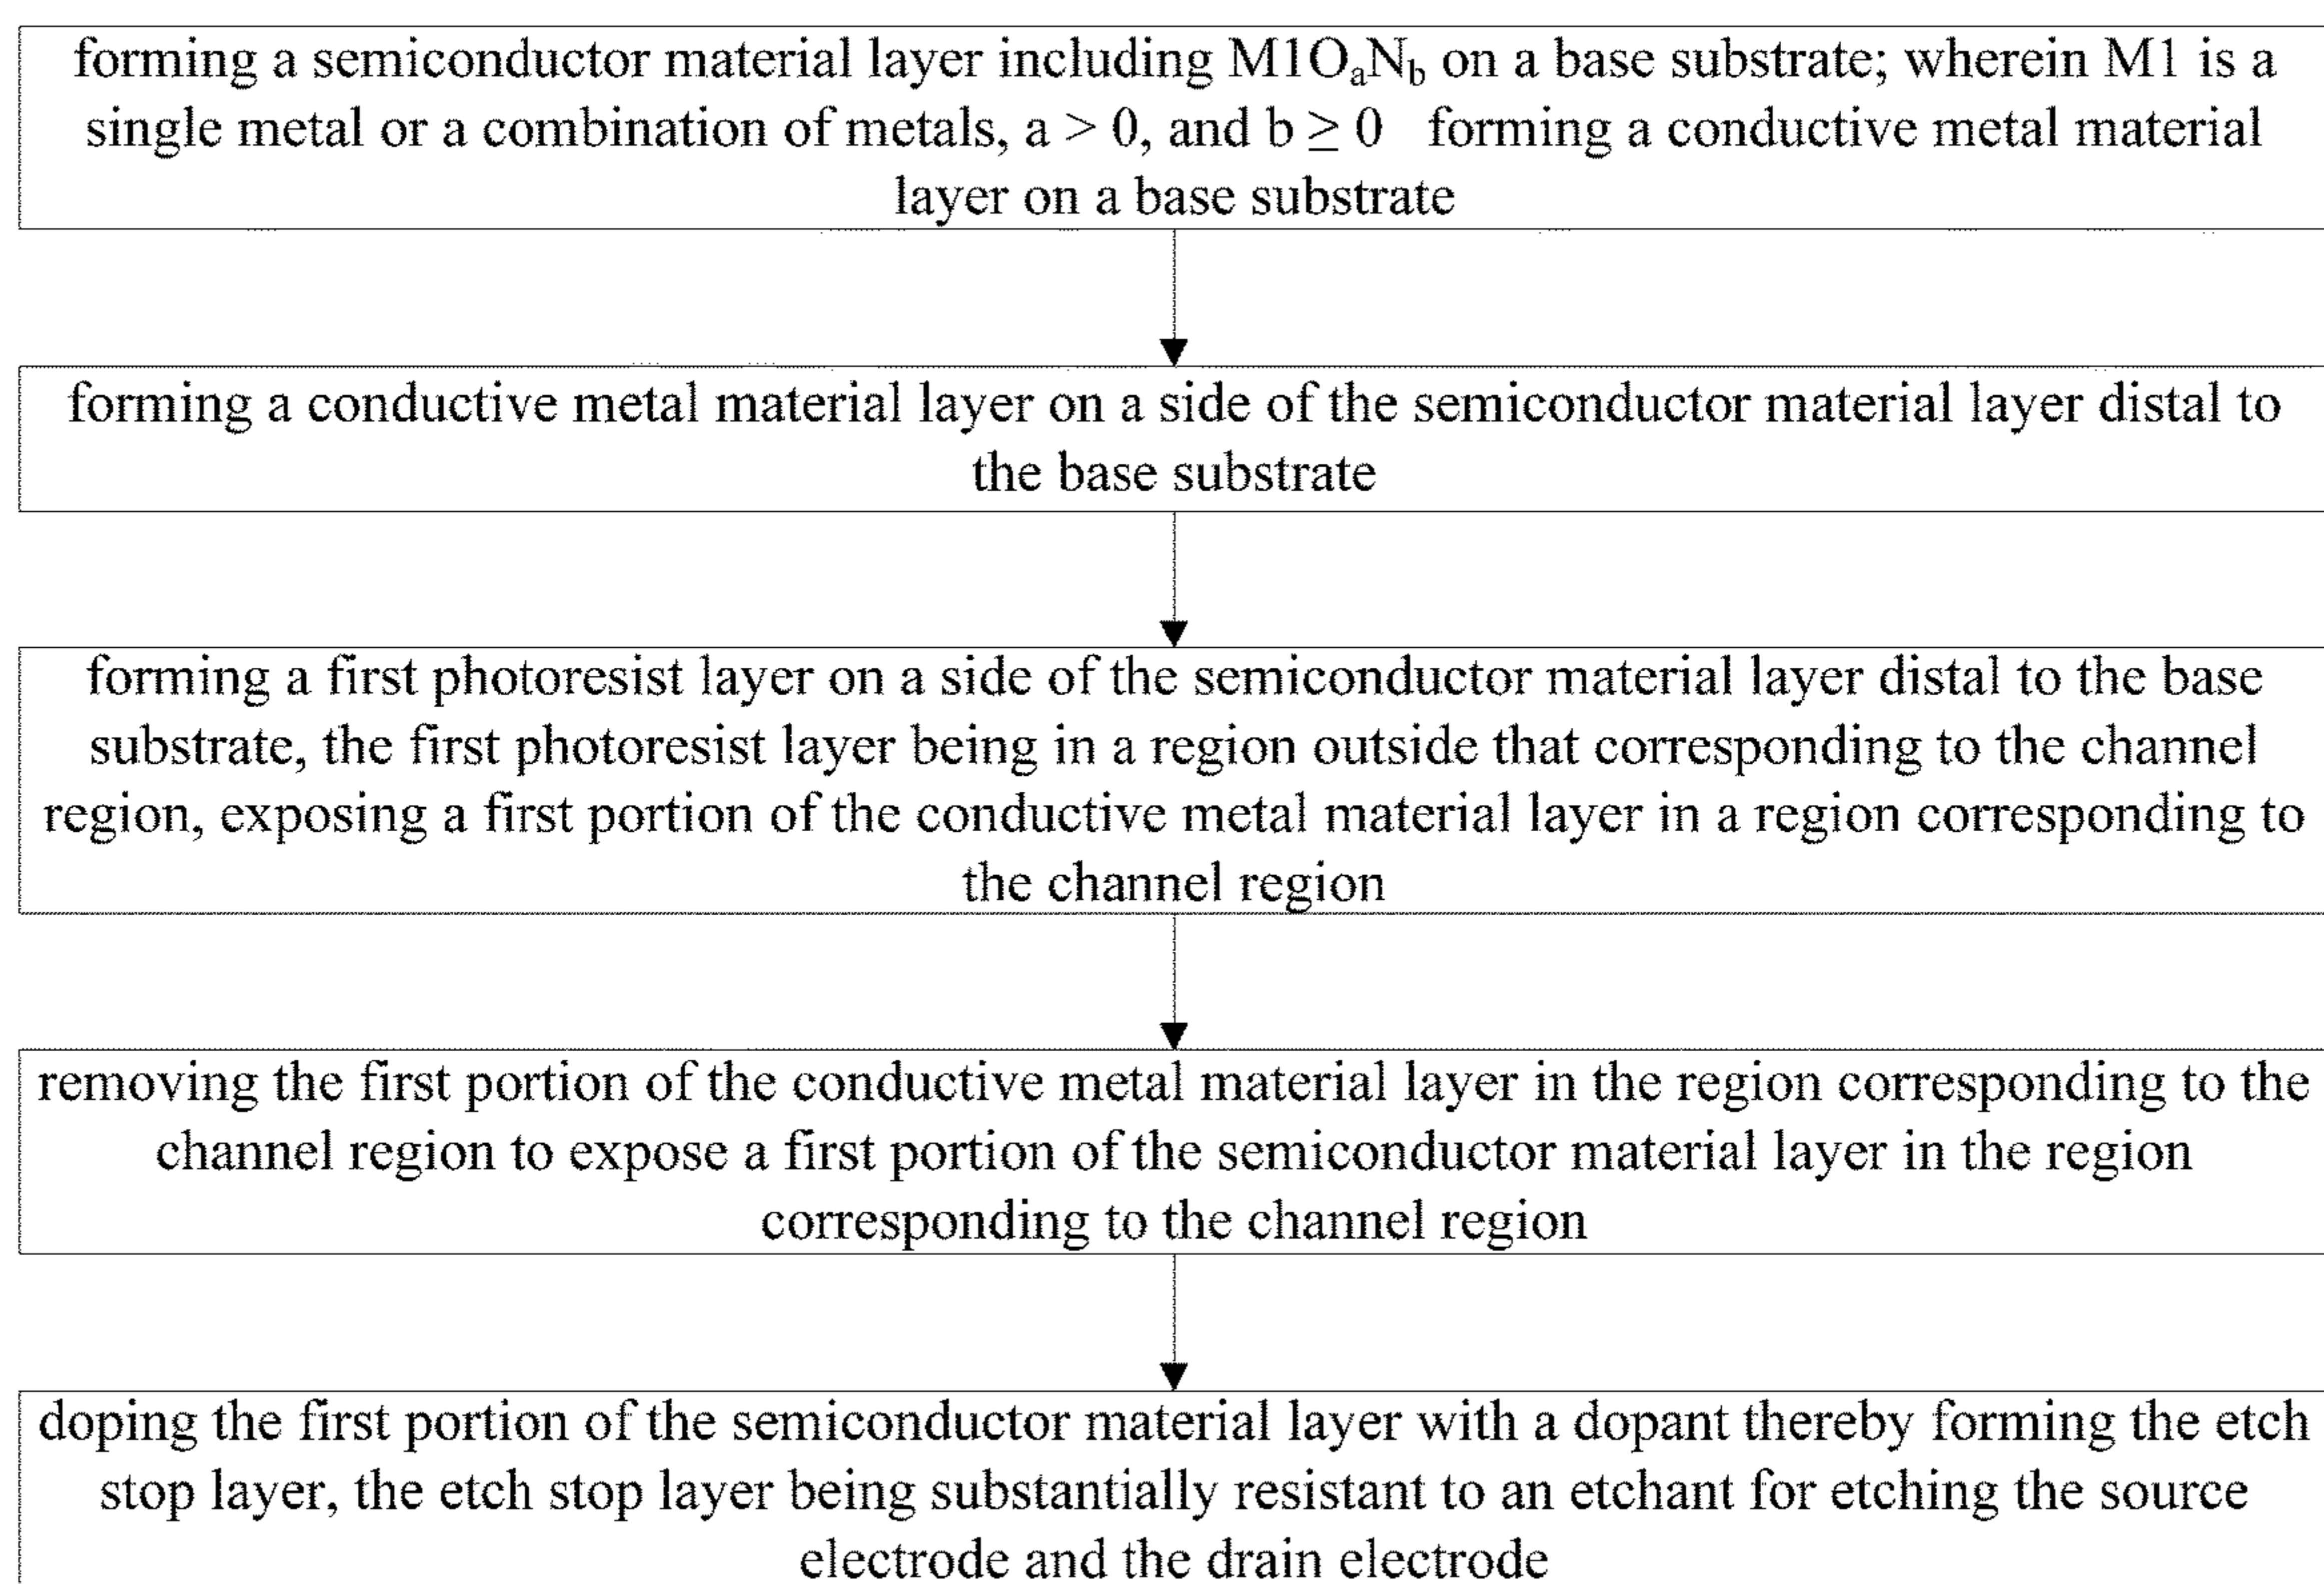 forming a semiconductor material layer including M1OₐN_b on a base substrate; wherein M1 is a
single metal or a combination of metals, a > 0, and b ≥ 0 forming a conductive metal material
layer on a base substrate
forming a conductive metal material layer on a side of the semiconductor material layer distal to
the base substrate
forming a first photoresist layer on a side of the semiconductor material layer distal to the base
substrate, the first photoresist layer being in a region outside that corresponding to the channel
region, exposing a first portion of the conductive metal material layer in a region corresponding to
the channel region
removing the first portion of the conductive metal material layer in the region corresponding to the
channel region to expose a first portion of the semiconductor material layer in the region
corresponding to the channel region
doping the first portion of the semiconductor material layer with a dopant thereby forming the etch
stop layer, the etch stop layer being substantially resistant to an etchant for etching the source
electrode and the drain electrode